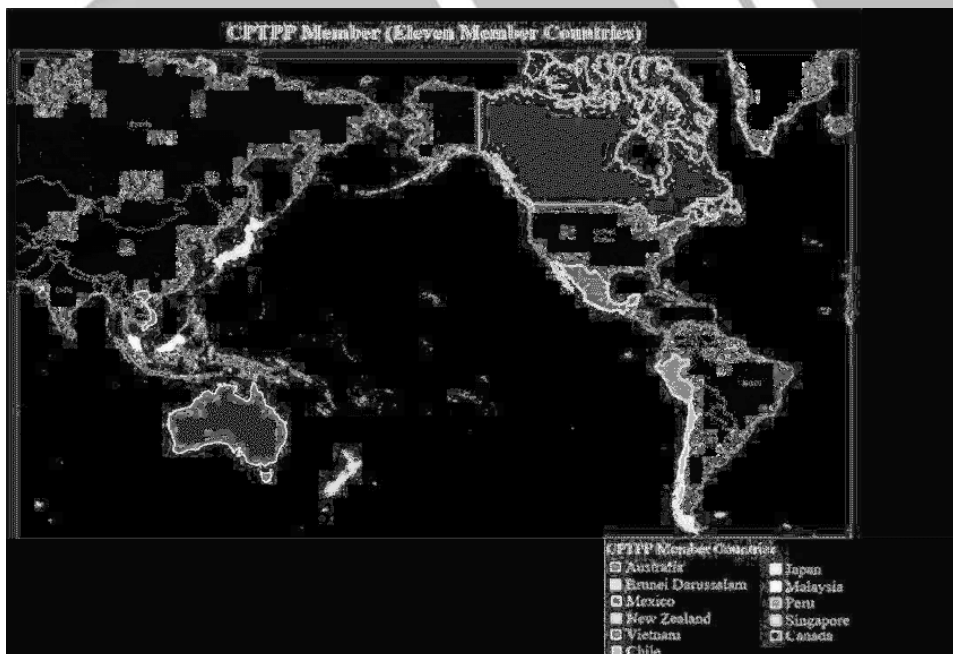 CPTPP Member (Eleven Member Countries)
CPTPP Member Countries
Australia
Brunei Darussalam
Mexico
New Zealand
Vietnam
Chile
Japan
Malaysia
Peru
Singapore
Canada